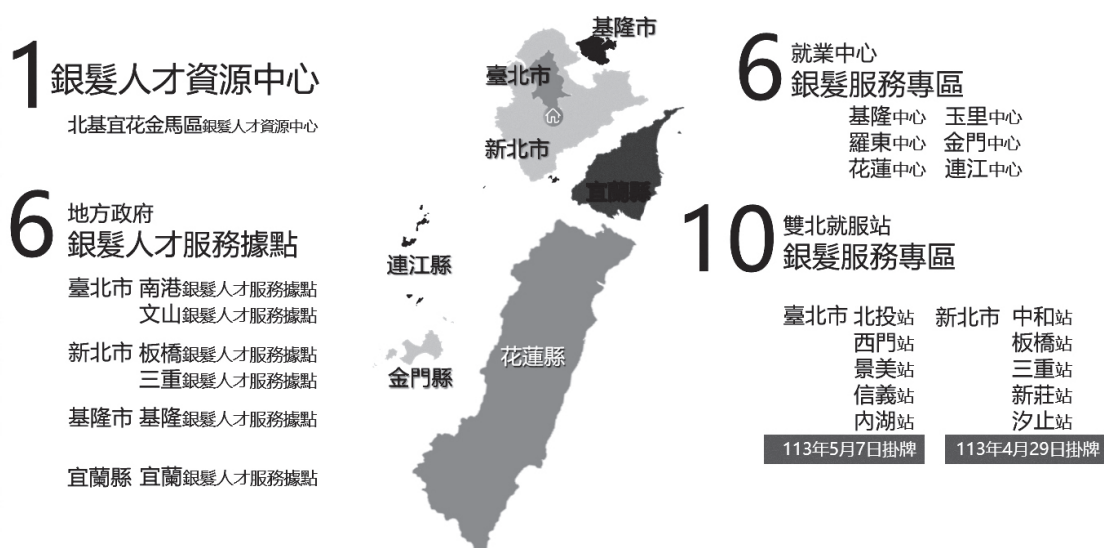 1 銀髮人才資源中心
北基宜花金馬區銀髮人才資源中心
6 地方政府
銀髮人才服務據點
臺北市 南港銀髮人才服務據點
文山銀髮人才服務據點
新北市 板橋銀髮人才服務據點
三重銀髮人才服務據點
基隆市 基隆銀髮人才服務據點
宜蘭縣 宜蘭銀髮人才服務據點
基隆市
臺北市
新北市
宜蘭縣
連江縣
花蓮縣
金門縣
6 就業中心
銀髮服務專區
基隆中心 玉里中心
羅東中心 金門中心
花蓮中心 連江中心
10 雙北就服站
銀髮服務專區
臺北市 北投站 新北市 中和站
西門站 板橋站
景美站 三重站
信義站 新莊站
內湖站 汐止站
113年5月7日掛牌 113年4月29日掛牌